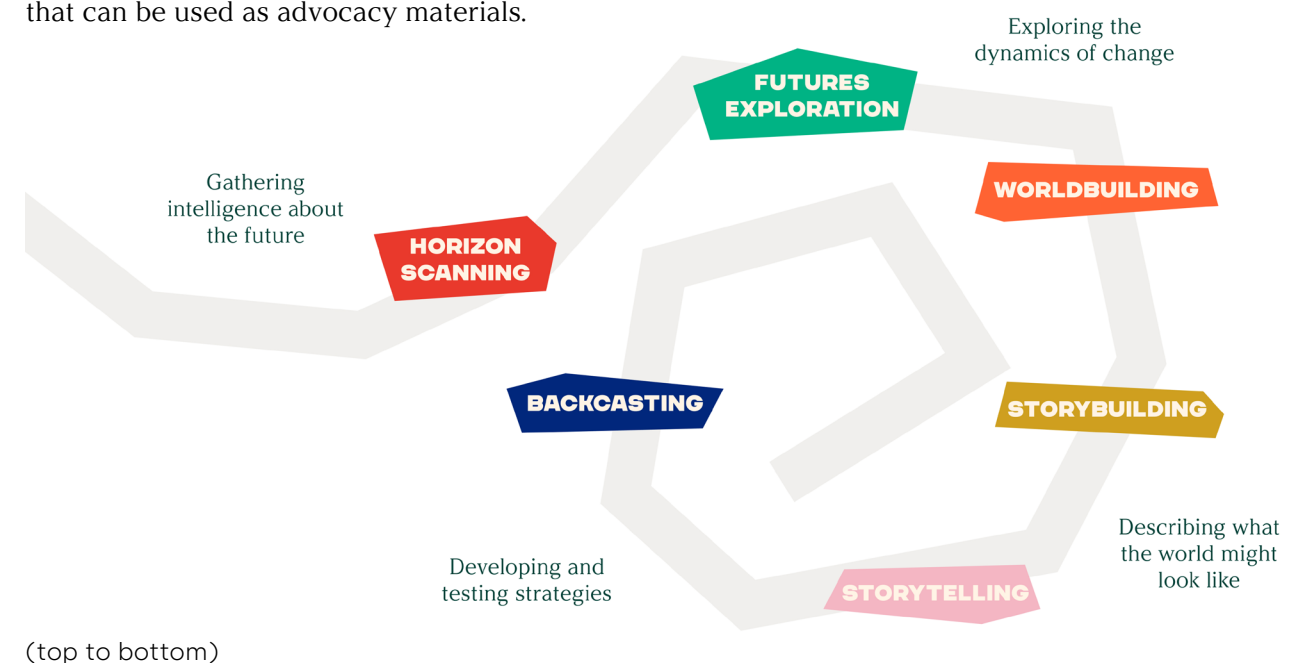 that can be used as advocacy materials.
Exploring the
dynamics of change
FUTURES
EXPLORATION
WORLDBUILDING
Gathering
intelligence about
the future
HORIZON
SCANNING
BACKCASTING
STORYBUILDING
Describing what
the world might
look like
Developing and
testing strategies
STORYTELLING
(top to bottom)